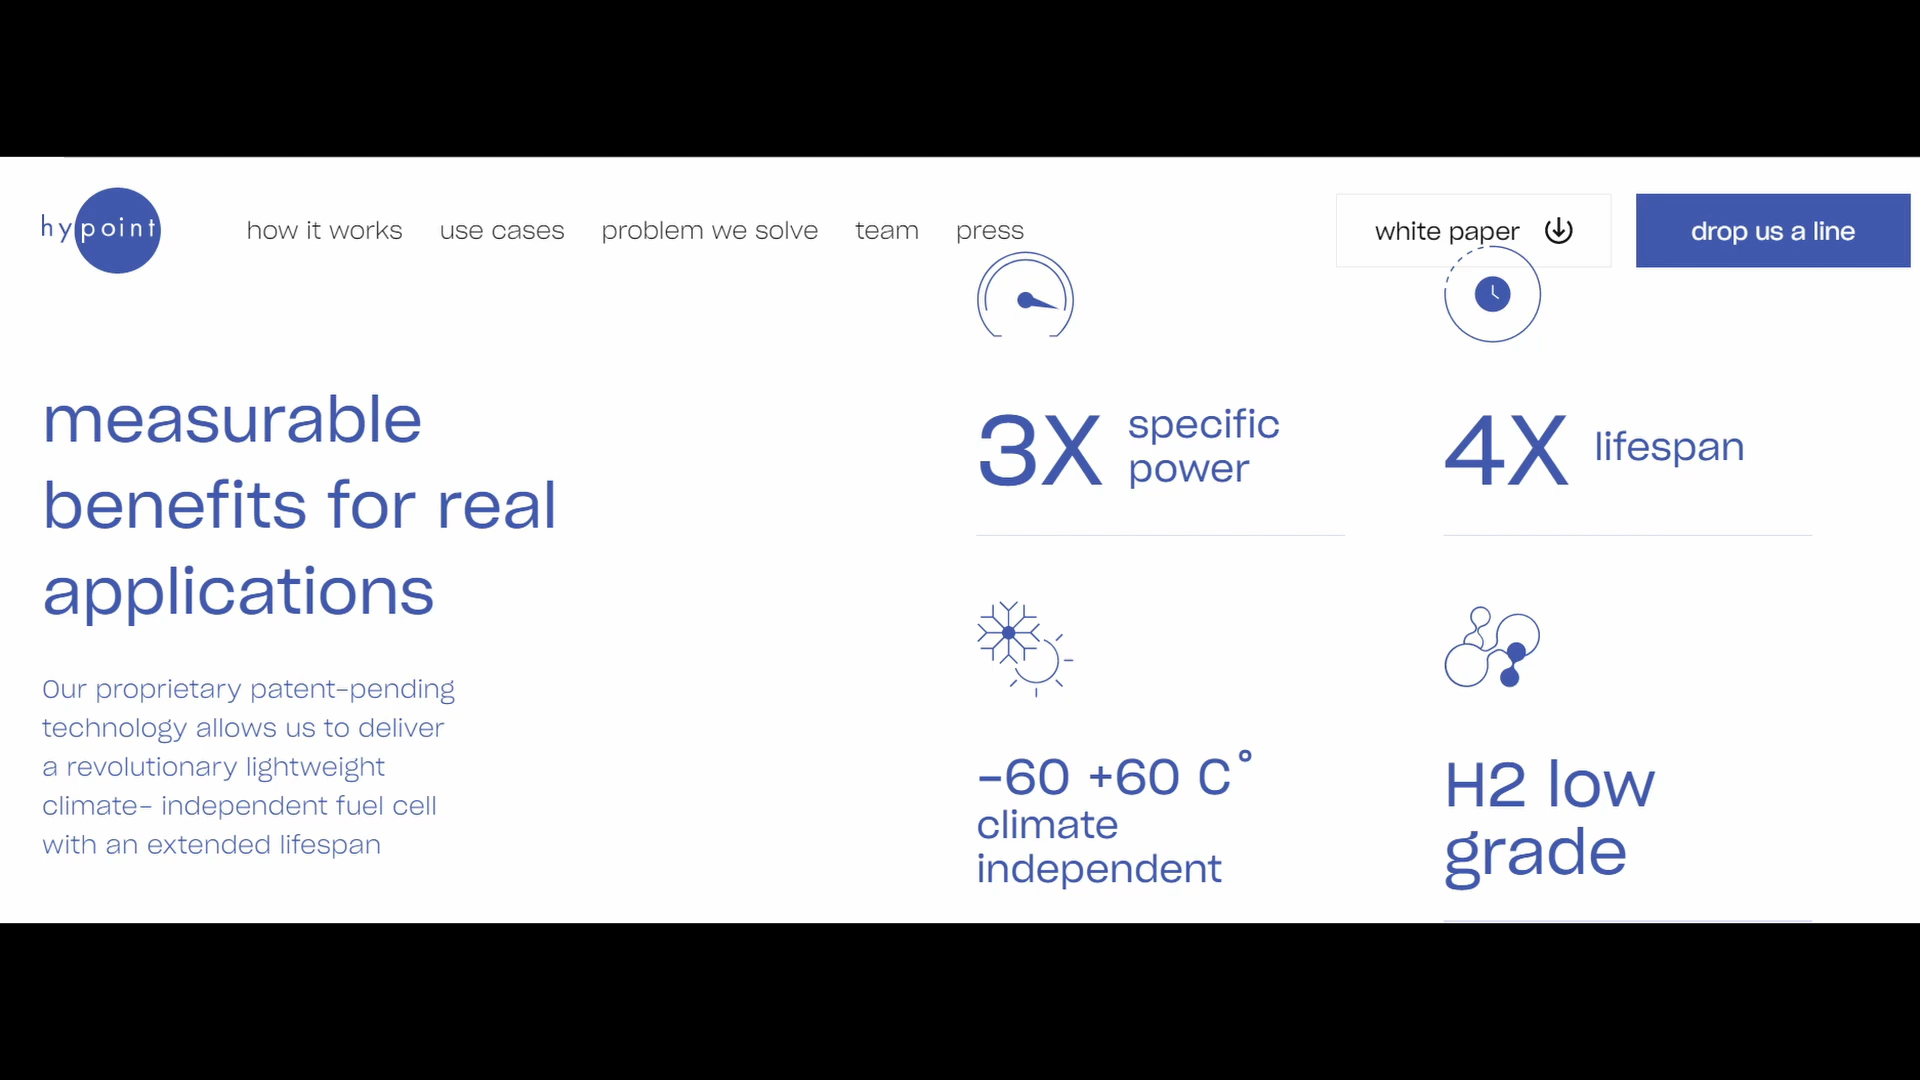 hypoint
how it works
use cases
problem we solve
team
press
white paper
drop us a line
measurable
benefits for real
applications
Our proprietary patent-pending
technology allows us to deliver
a revolutionary lightweight
climate- independent fuel cell
with an extended lifespan
3X
specific
power
4X
lifespan
-60 +60 C°
climate
independent
H2 low
grade